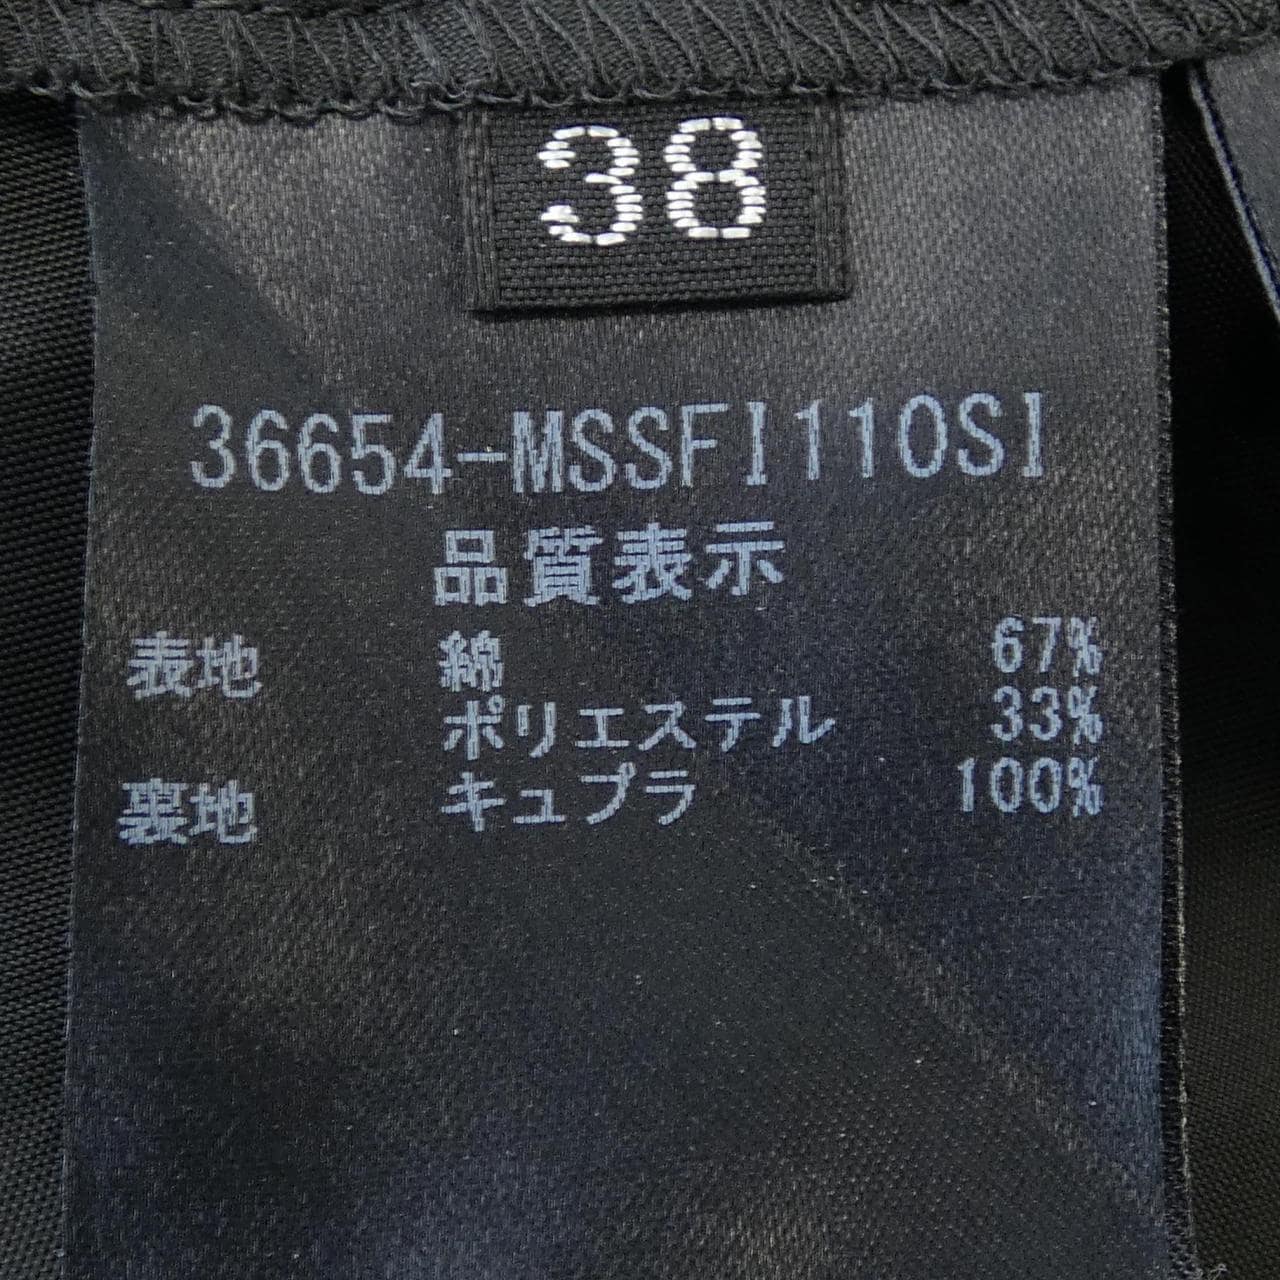 38
36654-MSSFI110SI
品質表示
表地 綿 67%
ポリエステル 33%
裏地 キュプラ 100%